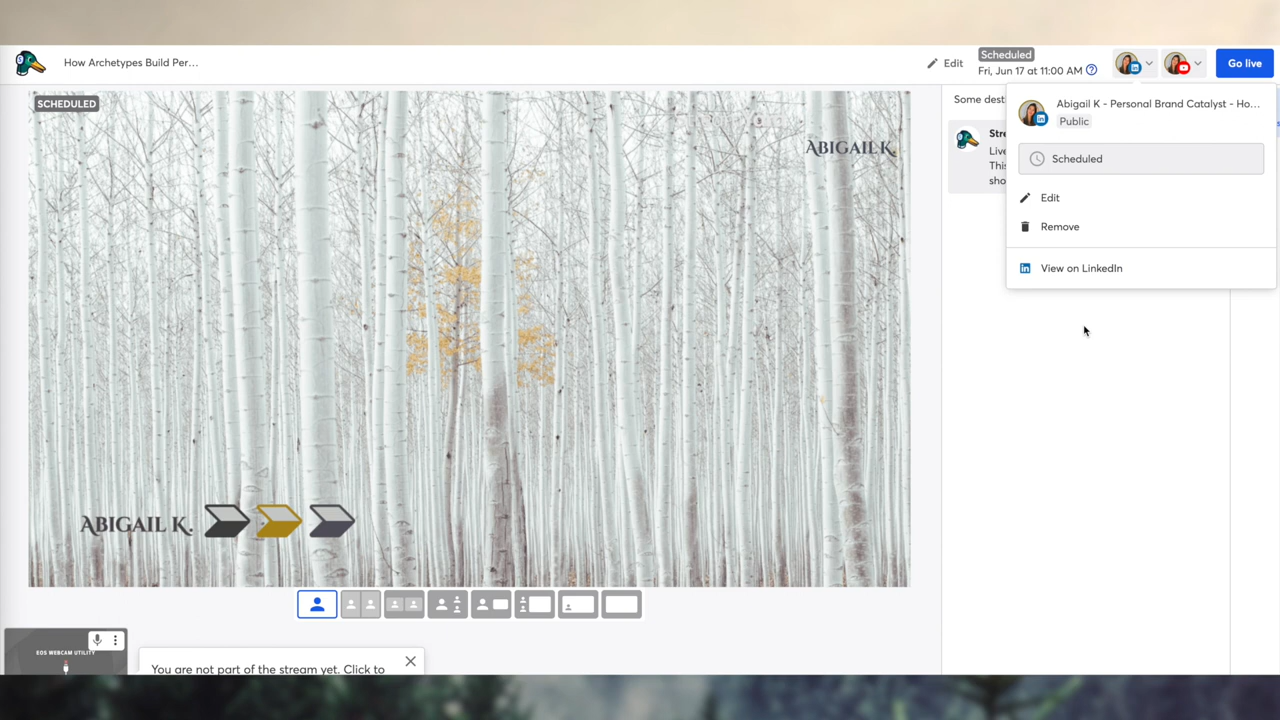 How Archetypes Build Per...
Edit
Scheduled
Fri, Jun 17 at 11:00 AM
Go live
SCHEDULED
ABIGAIL K.
Some dest
Stre
Live
This
sho
Abigail K - Personal Brand Catalyst - Ho...
Public
Scheduled
Edit
Remove
View on LinkedIn
ABIGAIL K.
EOS WEBCAM UTILITY
You are not part of the stream yet. Click to